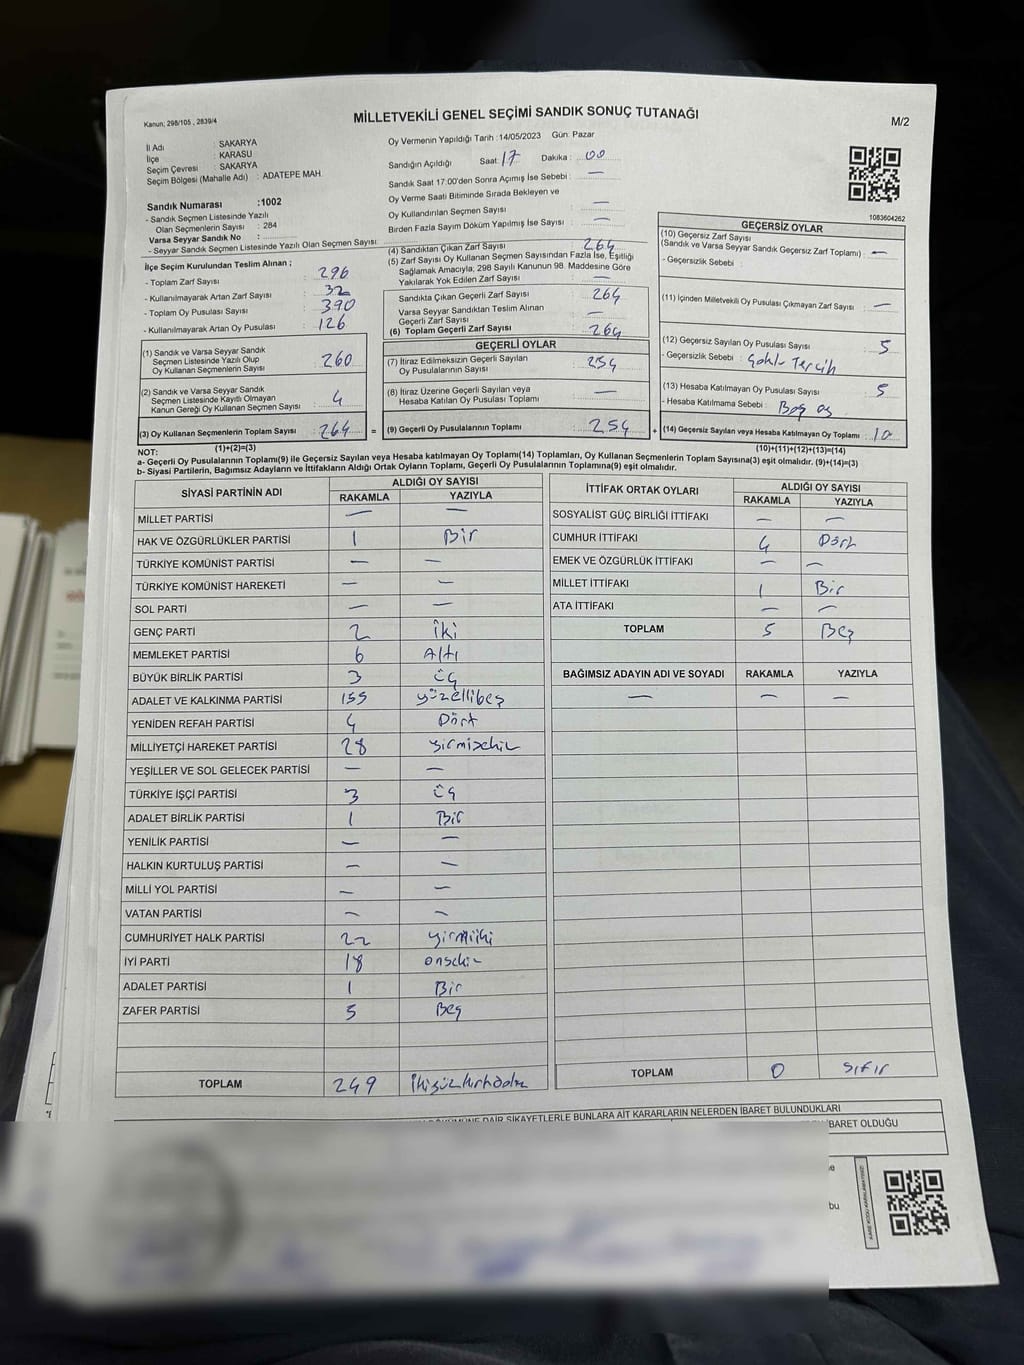 Kanun: 298/105 , 2839/4
MİLLETVEKİLİ GENEL SEÇİMİ SANDIK SONUÇ TUTANAĞI
M/2
İl Adı : SAKARYA
İlçe : KARASU
Seçim Çevresi : SAKARYA
Seçim Bölgesi (Mahalle Adı) : ADATEPE MAH.
Sandık Numarası :1002
- Sandık Seçmen Listesinde Yazılı
Olan Seçmenlerin Sayısı : 284
Varsa Seyyar Sandık No :
- Seyyar Sandık Seçmen Listesinde Yazılı Olan Seçmen Sayısı:
Oy Vermenin Yapıldığı Tarih :14/05/2023 Gün: Pazar
Sandığın Açıldığı Saat: 17 Dakika : 00
Sandık Saat 17.00'den Sonra Açımış İse Sebebi : —
Oy Verme Saati Bitiminde Sırada Bekleyen ve
Oy Kullandırılan Seçmen Sayısı : —
Birden Fazla Sayım Döküm Yapılmış İse Sayısı : —
1083604262
İlçe Seçim Kurulundan Teslim Alınan ;
- Toplam Zarf Sayısı : 296
- Kullanılmayarak Artan Zarf Sayısı : 32
- Toplam Oy Pusulası Sayısı : 390
- Kullanılmayarak Artan Oy Pusulası : 126
(1) Sandık ve Varsa Seyyar Sandık
Seçmen Listesinde Yazılı Olup
Oy Kullanan Seçmenlerin Sayısı : 260
(2) Sandık ve Varsa Seyyar Sandık
Seçmen Listesinde Kayıtlı Olmayan
Kanun Gereği Oy Kullanan Seçmen Sayısı : 4
(3) Oy Kullanan Seçmenlerin Toplam Sayısı : 264 =
(1)+(2)=(3)
(4) Sandıktan Çıkan Zarf Sayısı : 264
(5) Zarf Sayısı Oy Kullanan Seçmen Sayısından Fazla İse, Eşitliği
Sağlamak Amacıyla, 298 Sayılı Kanunun 98. Maddesine Göre
Yakılarak Yok Edilen Zarf Sayısı : —
Sandıkta Çıkan Geçerli Zarf Sayısı : 264
Varsa Seyyar Sandıktan Teslim Alınan
Geçerli Zarf Sayısı : —
(6) Toplam Geçerli Zarf Sayısı : 264
GEÇERLİ OYLAR
(7) İtiraz Edilmeksizin Geçerli Sayılan
Oy Pusulalarının Sayısı : 254
(8) İtiraz Üzerine Geçerli Sayılan veya
Hesaba Katılan Oy Pusulası Toplamı : —
(9) Geçerli Oy Pusulalarının Toplamı : 254 +
GEÇERSİZ OYLAR
(10) Geçersiz Zarf Sayısı
(Sandık ve Varsa Seyyar Sandık Geçersiz Zarf Toplamı) : —
- Geçersizlik Sebebi :
(11) İçinden Milletvekili Oy Pusulası Çıkmayan Zarf Sayısı : —
(12) Geçersiz Sayılan Oy Pusulası Sayısı : 5
- Geçersizlik Sebebi : Çoklu Tercih
(13) Hesaba Katılmayan Oy Pusulası Sayısı : 5
- Hesaba Katılmama Sebebi : Boş oy
(14) Geçersiz Sayılan veya Hesaba Katılmayan Oy Toplamı : 10
(10)+(11)+(12)+(13)=(14)
NOT:
a- Geçerli Oy Pusulalarının Toplamı(9) ile Geçersiz Sayılan veya Hesaba katılmayan Oy Toplamı(14) Toplamları, Oy Kullanan Seçmenlerin Toplam Sayısına(3) eşit olmalıdır. (9)+(14)=(3)
b- Siyasi Partilerin, Bağımsız Adayların ve İttifakların Aldığı Ortak Oyların Toplamı, Geçerli Oy Pusulalarının Toplamına(9) eşit olmalıdır.
SİYASİ PARTİNİN ADI ALDIĞI OY SAYISI
RAKAMLA YAZIYLA
MİLLET PARTİSİ — —
HAK VE ÖZGÜRLÜKLER PARTİSİ 1 Bir
TÜRKİYE KOMÜNİST PARTİSİ — —
TÜRKİYE KOMÜNİST HAREKETİ — —
SOL PARTİ — —
GENÇ PARTİ 2 İki
MEMLEKET PARTİSİ 6 Altı
BÜYÜK BİRLİK PARTİSİ 3 Üç
ADALET VE KALKINMA PARTİSİ 155 yüzellibeş
YENİDEN REFAH PARTİSİ 4 Dört
MİLLİYETÇİ HAREKET PARTİSİ 28 yirmisekiz
YEŞİLLER VE SOL GELECEK PARTİSİ — —
TÜRKİYE İŞÇİ PARTİSİ 3 Üç
ADALET BİRLİK PARTİSİ 1 Bir
YENİLİK PARTİSİ — —
HALKIN KURTULUŞ PARTİSİ — —
MİLLİ YOL PARTİSİ — —
VATAN PARTİSİ — —
CUMHURİYET HALK PARTİSİ 22 yirmiiki
İYİ PARTİ 18 onsekiz
ADALET PARTİSİ 1 Bir
ZAFER PARTİSİ 5 Beş
TOPLAM 249 ikiyüzkırkdokuz
İTTİFAK ORTAK OYLARI ALDIĞI OY SAYISI
RAKAMLA YAZIYLA
SOSYALİST GÜÇ BİRLİĞİ İTTİFAKI — —
CUMHUR İTTİFAKI 4 Dört
EMEK VE ÖZGÜRLÜK İTTİFAKI — —
MİLLET İTTİFAKI 1 Bir
ATA İTTİFAKI — —
TOPLAM 5 Beş
BAĞIMSIZ ADAYIN ADI VE SOYADI RAKAMLA YAZIYLA
— — —
TOPLAM 0 Sıfır
DAİR ŞİKAYETLERLE BUNLARA AİT KARARLARIN NELERDEN İBARET BULUNDUKLARI
BARET OLDUĞU
bu